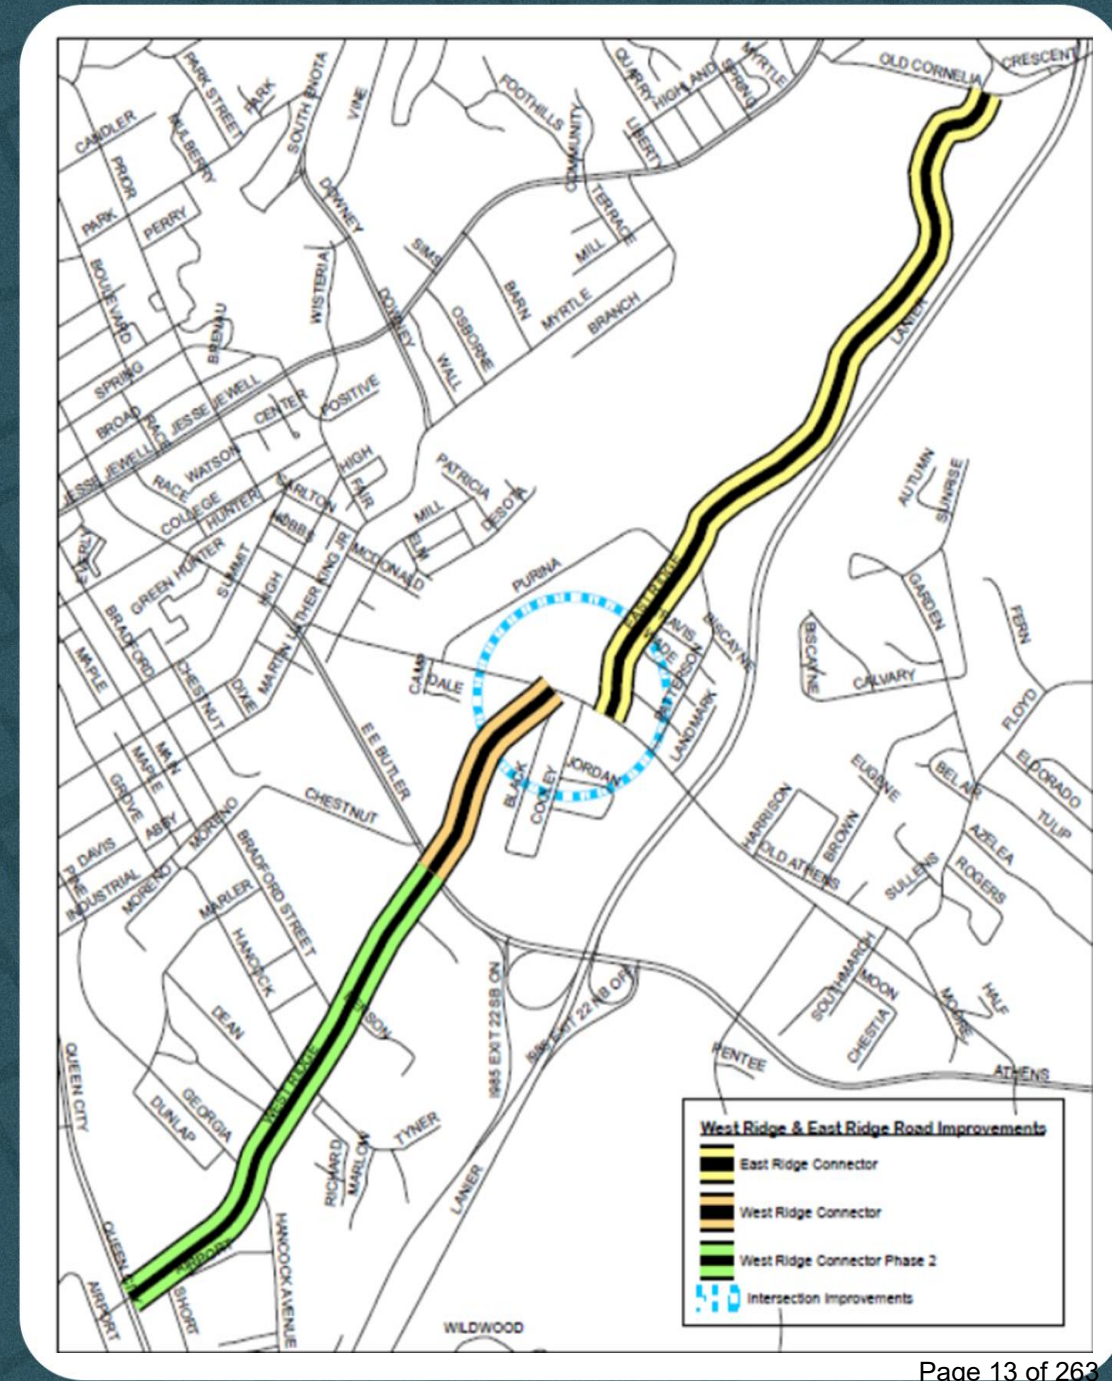 OLD CORNELIA
CRESCENT
PARK STREET
PARK
SOUTH ENOTA
VINE
FOOTHILLS
QUARRY
HIGHLAND
SPRING
MYRTLE
CANDLER
MULBERRY
PRIOR
LIBERTY
COMMUNITY
DOWNEY
TERRACE
PARK
PERRY
SIMS
MILL
BOULEVARD
WISTERIA
BARN
MYRTLE
BRANCH
BRENAU
DOWNEY
OSBORNE
WALL
LANIER
SPRING
BROAD
RACE
JESSE JEWELL
CENTER
POSITIVE
JESSE JEWELL
WATSON
HIGH
FAIR
RACE
COLLEGE
HUNTER
CARLTON
HOBBS
PATRICIA
MILL
DESOTA
ELM
AUTUMN
SUNRISE
GREEN HUNTER
SUMMIT
HIGH
MARTIN LUTHER KING JR
MCDONALD
PURINA
EAST RIDGE
DAVIS
BISCAYNE
GARDEN
FERN
BRADFORD
MAPLE
CHESTNUT
DIXIE
CAMP
DALE
PATTERSON
LANDMARK
BISCAYNE
CALVARY
FLOYD
E E BUTLER
MAPLE
MAIN
GROVE
ABBY
MORENO
CHESTNUT
BLACK
COOLEY
JORDAN
HARRISON
EUGENE
BEL AIR
ELDORADO
TULIP
BROWN
OLD ATHENS
AZELEA
ROGERS
SULLENS
DAVIS
PINE
INDUSTRIAL
MORENO
MARLER
BRADFORD STREET
HANCOCK
DEAN
I985 EXIT 22 SB ON
I985 EXIT 22 NB OFF
SOUTHMARCH
MOON
CHESTIA
MOORE
HALF
QUEEN CITY
WEST RIDGE
GEORGIA
DUNLAP
PENTEE
ATHENS
TYNER
RICHARD
MARLOW
LANIER
QUEEN CITY
AIRPORT
AIRPORT
SHORT
HANCOCK AVENUE
WILDWOOD
West Ridge & East Ridge Road Improvements
East Ridge Connector
West Ridge Connector
West Ridge Connector Phase 2
Intersection Improvements
Page 13 of 263